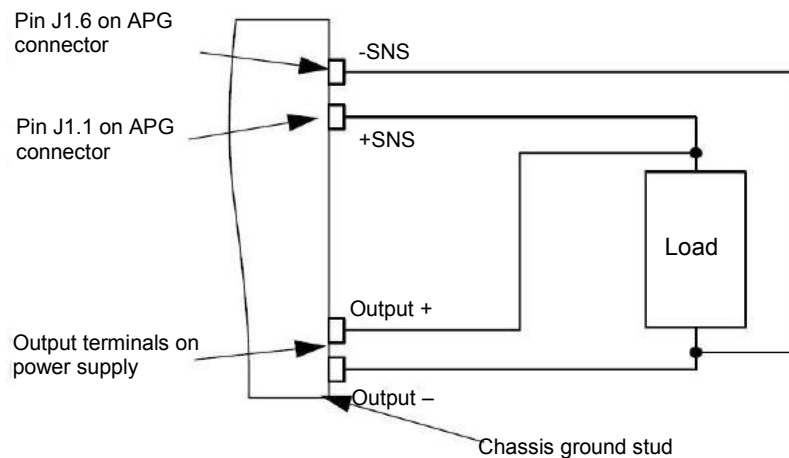 Pin J1.6 on APG
connector
-SNS
Pin J1.1 on APG
connector
+SNS
Load
Output +
Output terminals on
power supply
Output –
Chassis ground stud